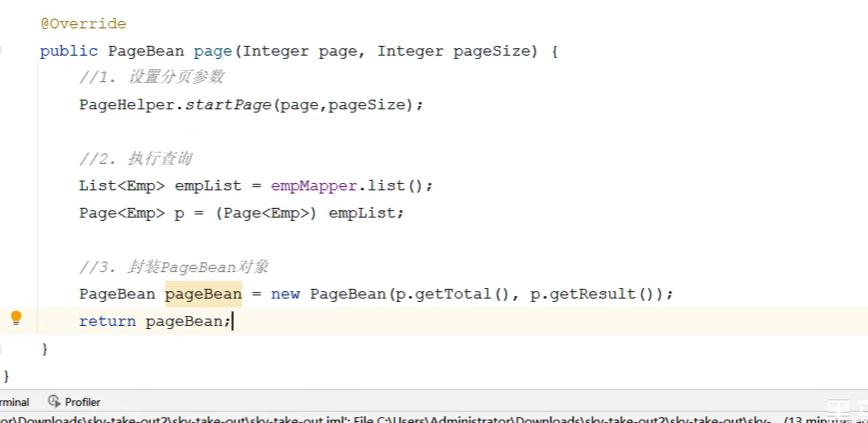 @Override
public PageBean page(Integer page, Integer pageSize) {
//1. 设置分页参数
PageHelper.startPage(page,pageSize);
//2. 执行查询
List<Emp> empList = empMapper.list();
Page<Emp> p = (Page<Emp>) empList;
//3. 封装PageBean对象
PageBean pageBean = new PageBean(p.getTotal(), p.getResult());
return pageBean;
}
}
rminal Profiler
or\Downloads\sky-take-out2\sky-take-out\sky-take-out.iml': File C:\Users\Administrator\Downloads\sky-take-out2\sky-take-out\sky-... (13 minutes